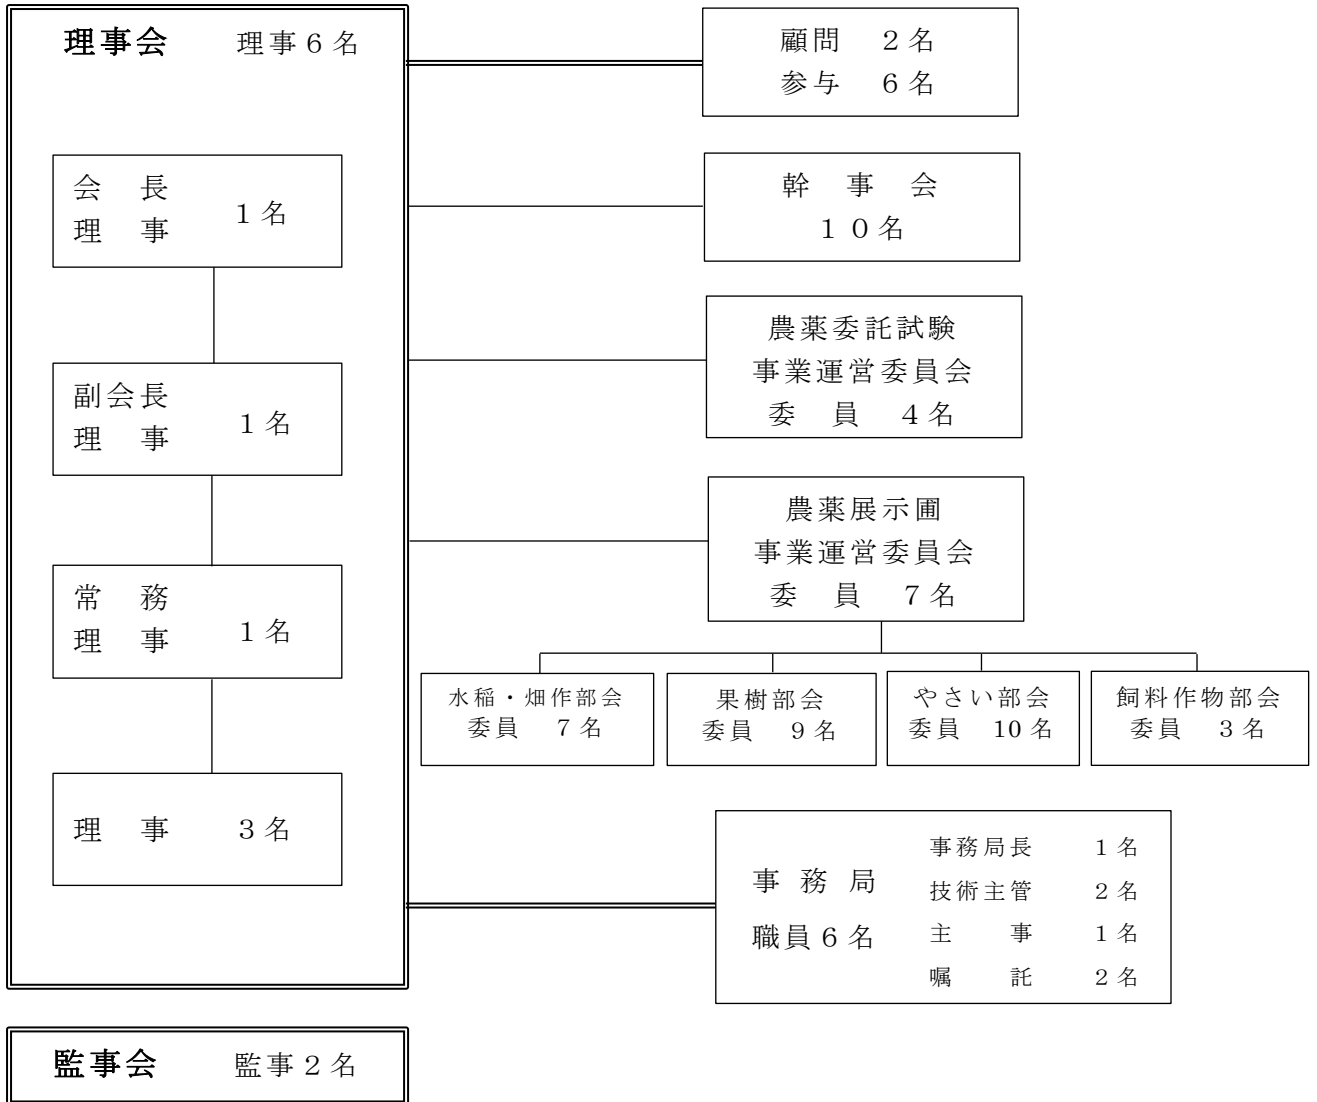 理事会　理事６名
会　長
理　事　１名
副会長
理　事　１名
常　務
理　事　１名
理　事　３名
顧問　２名
参与　６名
幹　事　会
１０名
農薬委託試験
事業運営委員会
委　員　４名
農薬展示圃
事業運営委員会
委　員　７名
水稲・畑作部会
委員　７名
果樹部会
委員　９名
やさい部会
委員　10名
飼料作物部会
委員　３名
事　務　局
職員６名
事務局長　１名
技術主管　２名
主　事　１名
嘱　託　２名
監事会　監事２名